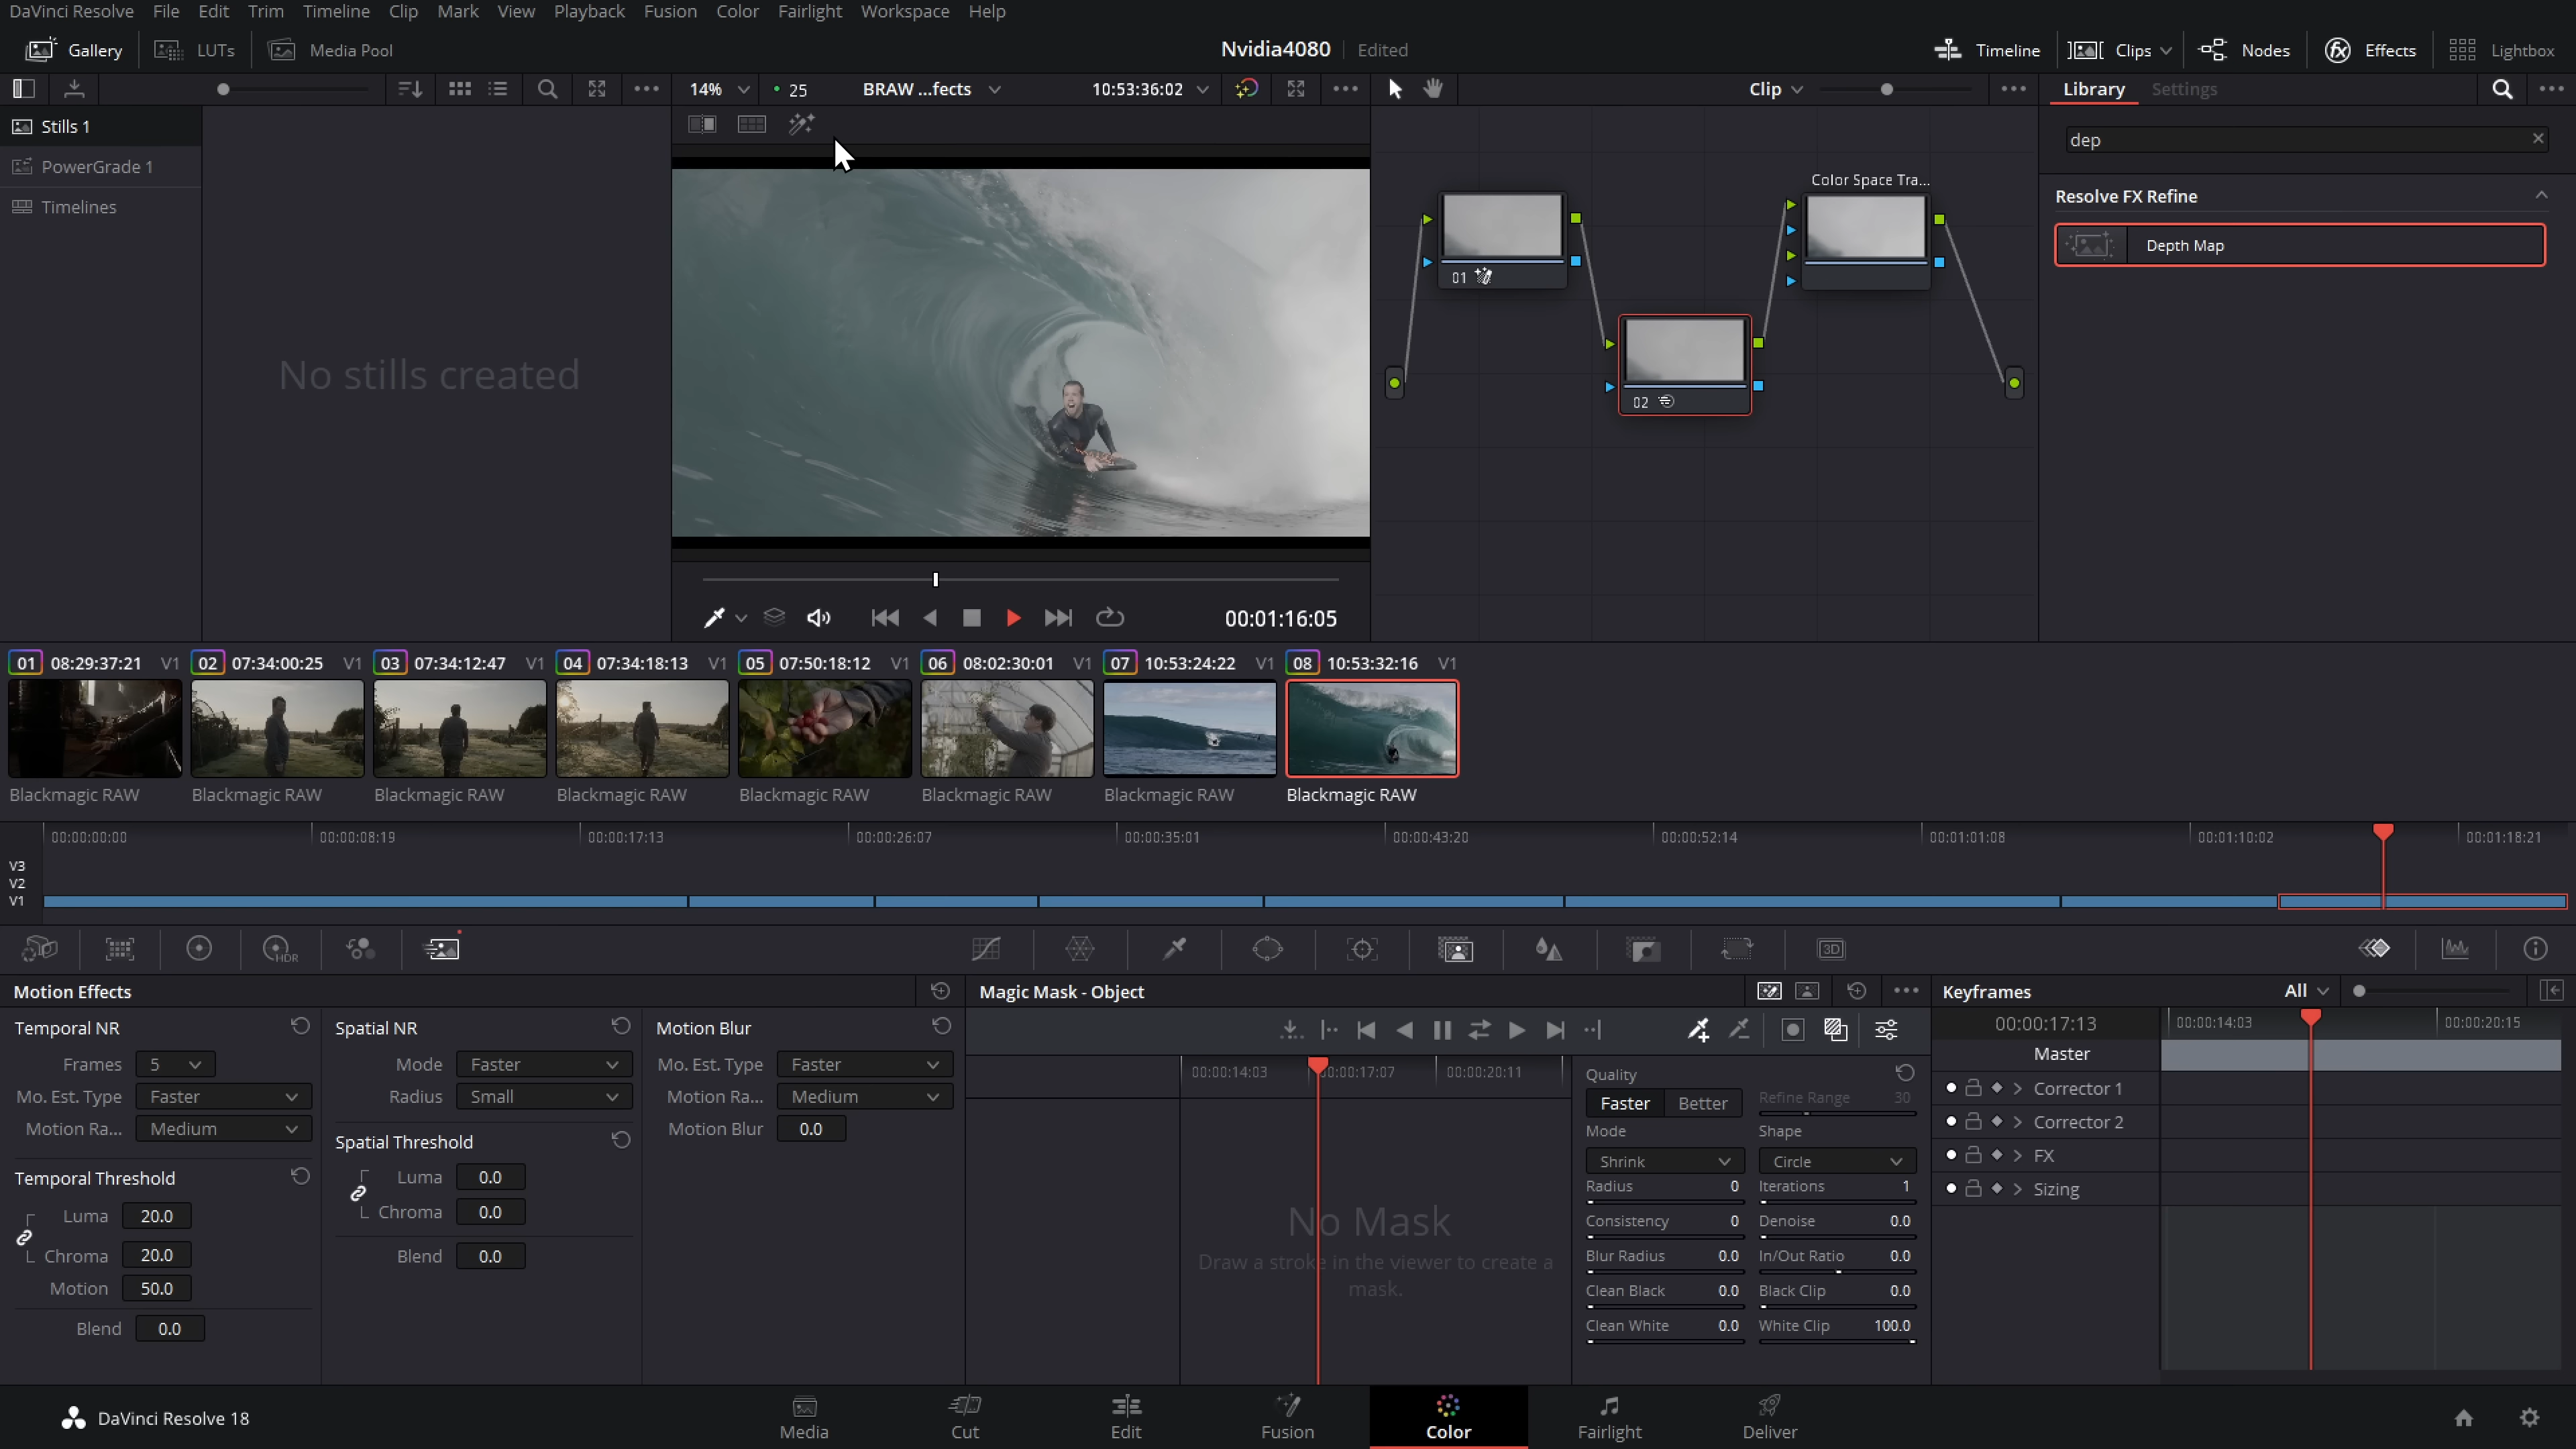 DaVinci Resolve File Edit Trim Timeline Clip Mark View Playback Fusion Color Fairlight Workspace Help
Gallery LUTs Media Pool Nvidia4080 Edited Timeline Clips Nodes Effects Lightbox
14% 25 BRAW ...fects 10:53:36:02 Clip Library Settings
Stills 1
PowerGrade 1
Timelines
No stills created
Color Space Tra...
01
02
dep
Resolve FX Refine
Depth Map
00:01:16:05
01 08:29:37:21 V1 02 07:34:00:25 V1 03 07:34:12:47 V1 04 07:34:18:13 V1 05 07:50:18:12 V1 06 08:02:30:01 V1 07 10:53:24:22 V1 08 10:53:32:16 V1
Blackmagic RAW Blackmagic RAW Blackmagic RAW Blackmagic RAW Blackmagic RAW Blackmagic RAW Blackmagic RAW Blackmagic RAW
00:00:00:00 00:00:08:19 00:00:17:13 00:00:26:07 00:00:35:01 00:00:43:20 00:00:52:14 00:01:01:08 00:01:10:02 00:01:18:21
V3
V2
V1
HDR
3D
Motion Effects
Temporal NR
Frames 5
Mo. Est. Type Faster
Motion Ra... Medium
Temporal Threshold
Luma 20.0
Chroma 20.0
Motion 50.0
Blend 0.0
Spatial NR
Mode Faster
Radius Small
Spatial Threshold
Luma 0.0
Chroma 0.0
Blend 0.0
Motion Blur
Mo. Est. Type Faster
Motion Ra... Medium
Motion Blur 0.0
Magic Mask - Object
00:00:14:03 00:00:17:07 00:00:20:11
No Mask
Draw a stroke in the viewer to create a
mask.
Quality
Faster Better Refine Range 30
Mode Shape
Shrink Circle
Radius 0 Iterations 1
Consistency 0 Denoise 0.0
Blur Radius 0.0 In/Out Ratio 0.0
Clean Black 0.0 Black Clip 0.0
Clean White 0.0 White Clip 100.0
Keyframes All
00:00:17:13 00:00:14:03 00:00:20:15
Master
Corrector 1
Corrector 2
FX
Sizing
DaVinci Resolve 18 Media Cut Edit Fusion Color Fairlight Deliver